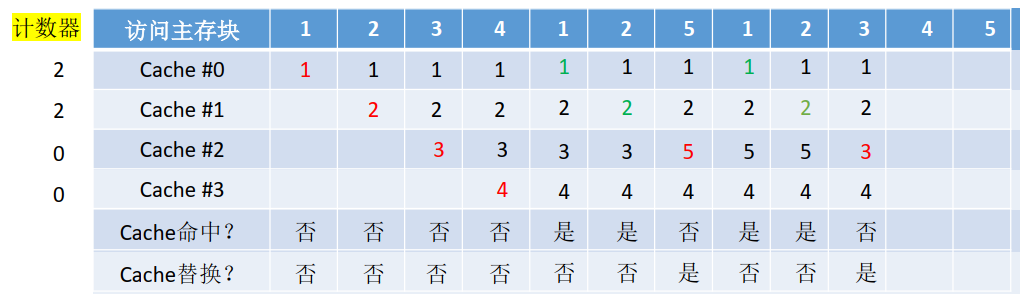 计数器 访问主存块 1 2 3 4 1 2 5 1 2 3 4 5
2 Cache #0 1 1 1 1 1 1 1 1 1 1
2 Cache #1 2 2 2 2 2 2 2 2 2
0 Cache #2 3 3 3 3 5 5 5 3
0 Cache #3 4 4 4 4 4 4 4
Cache命中？ 否 否 否 否 是 是 否 是 是 否
Cache替换？ 否 否 否 否 否 否 是 否 否 是